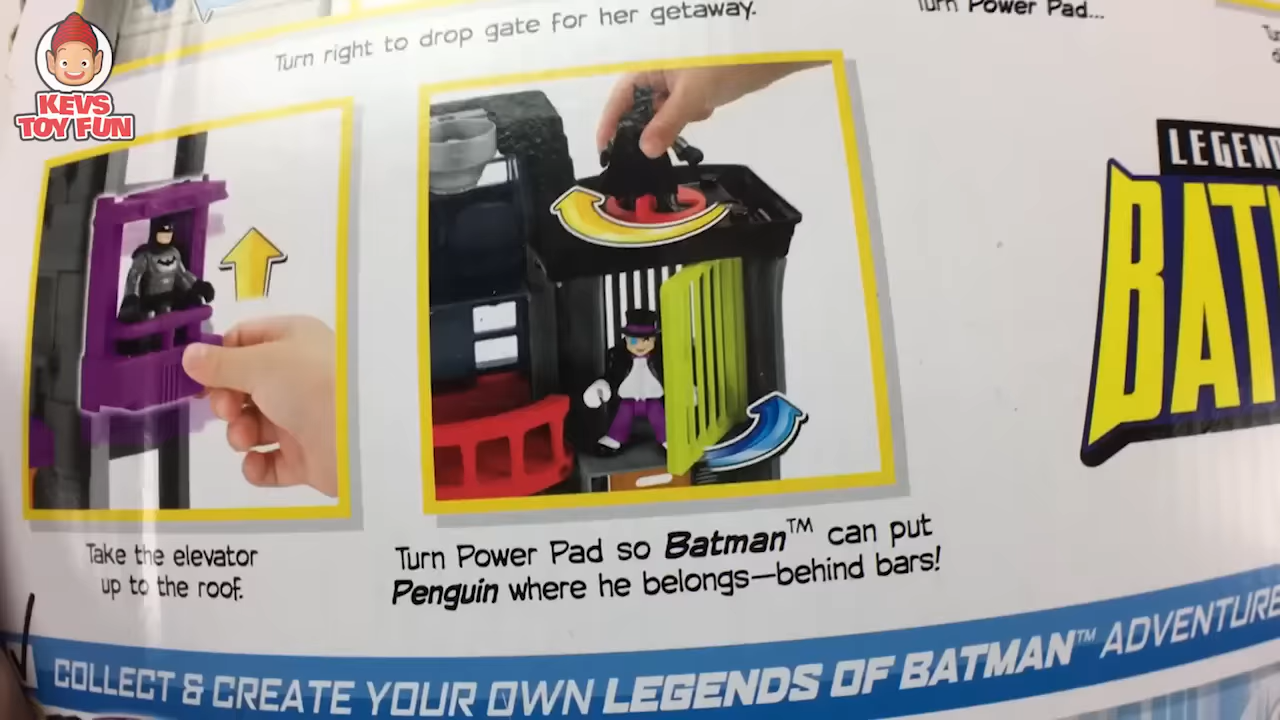 KEVS
TOY FUN
Turn right to drop gate for her getaway.
Turn Power Pad...
LEGEND
BAT
Take the elevator
up to the roof.
Turn Power Pad so Batman™ can put
Penguin where he belongs—behind bars!
COLLECT & CREATE YOUR OWN LEGENDS OF BATMAN™ ADVENTURE